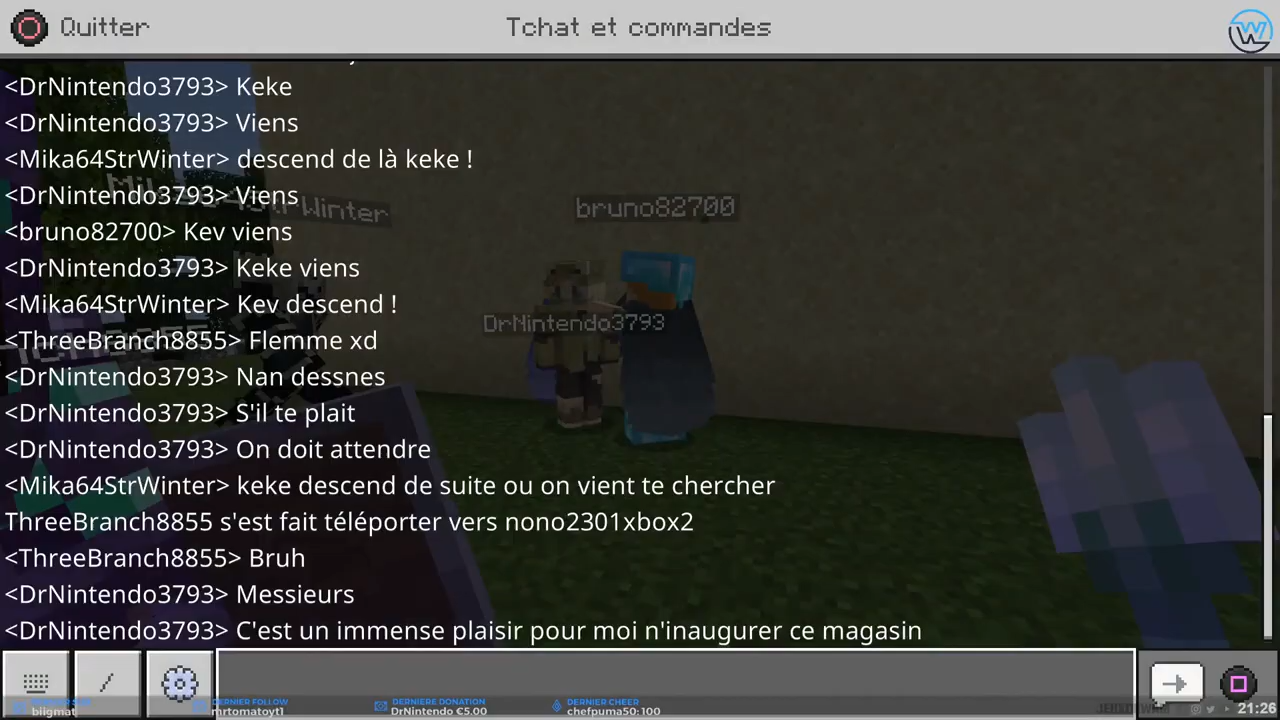 Quitter
Tchat et commandes
<DrNintendo3793> Keke
<DrNintendo3793> Viens
<Mika64StrWinter> descend de là keke !
<DrNintendo3793> Viens
<bruno82700> Kev viens
<DrNintendo3793> Keke viens
<Mika64StrWinter> Kev descend !
<ThreeBranch8855> Flemme xd
<DrNintendo3793> Nan dessnes
<DrNintendo3793> S'il te plait
<DrNintendo3793> On doit attendre
<Mika64StrWinter> keke descend de suite ou on vient te chercher
ThreeBranch8855 s'est fait téléporter vers nono2301xbox2
<ThreeBranch8855> Bruh
<DrNintendo3793> Messieurs
<DrNintendo3793> C'est un immense plaisir pour moi n'inaugurer ce magasin
bruno82700
DrNintendo3793
biigmat
DERNIER FOLLOW
mrtomatoyt1
DERNIERE DONATION
DrNintendo €5.00
DERNIER CHEER
chefpuma50:100
21:26